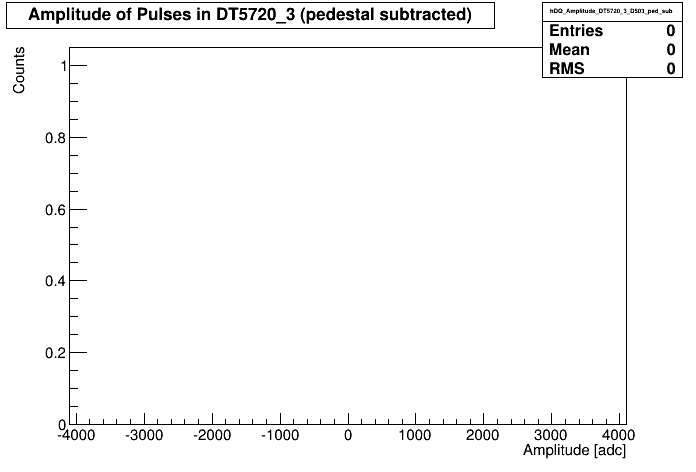 Amplitude of Pulses in DT5720_3 (pedestal subtracted)
hDQ_Amplitude_DT5720_3_D503_ped_sub
Entries 0
Mean 0
RMS 0
Counts
1
0.8
0.6
0.4
0.2
0
-4000 -3000 -2000 -1000 0 1000 2000 3000 4000
Amplitude [adc]